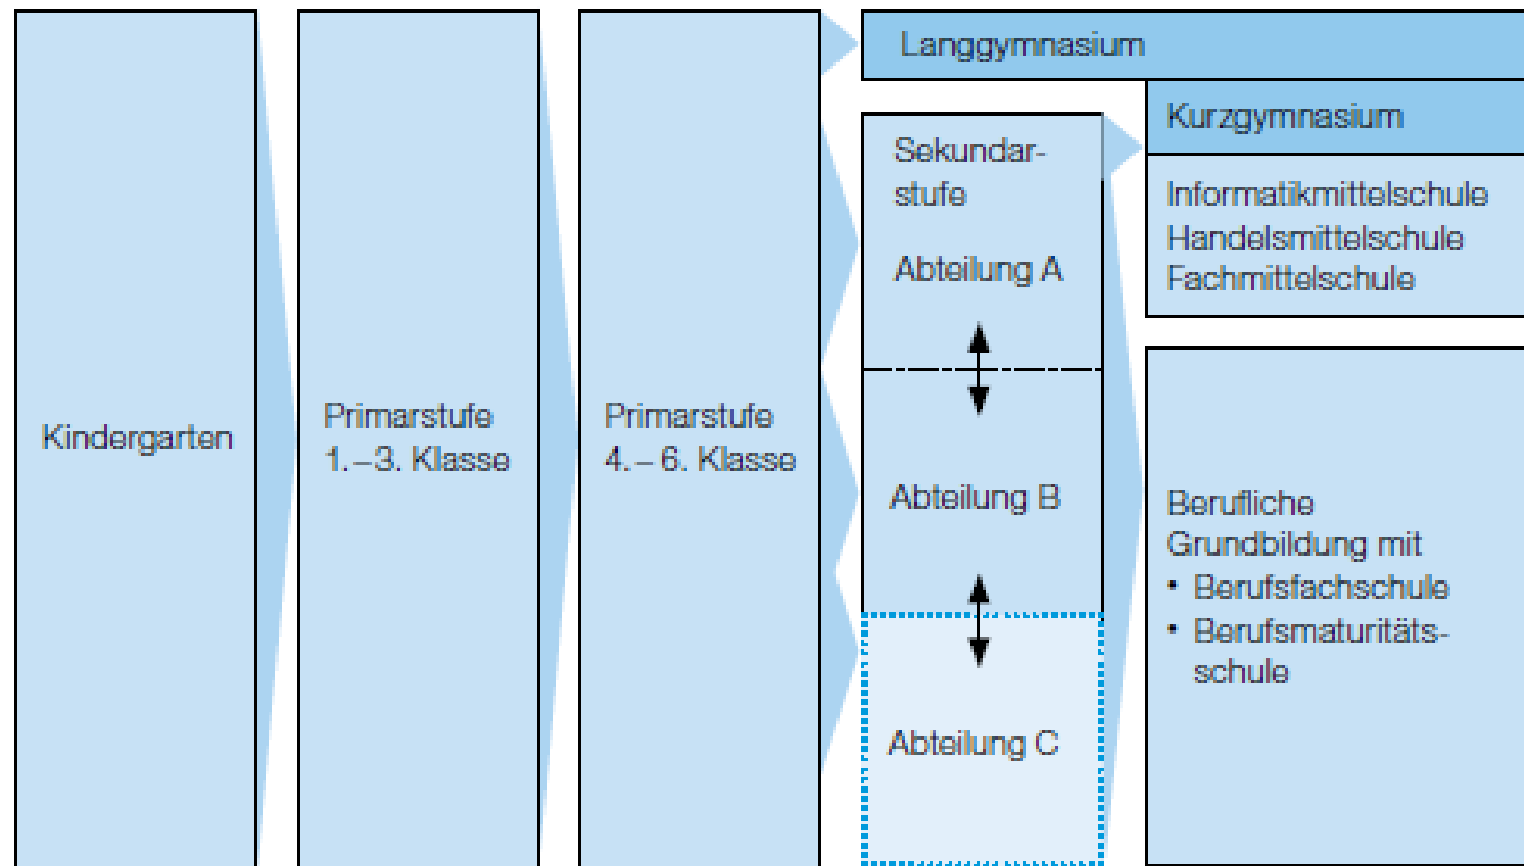 Kindergarten
Primarstufe
1.–3. Klasse
Primarstufe
4.– 6. Klasse
Langgymnasium
Sekundar-
stufe
Abteilung A
Abteilung B
Abteilung C
Kurzgymnasium
Informatikmittelschule
Handelsmittelschule
Fachmittelschule
Berufliche
Grundbildung mit
• Berufsfachschule
• Berufsmaturitäts-
schule